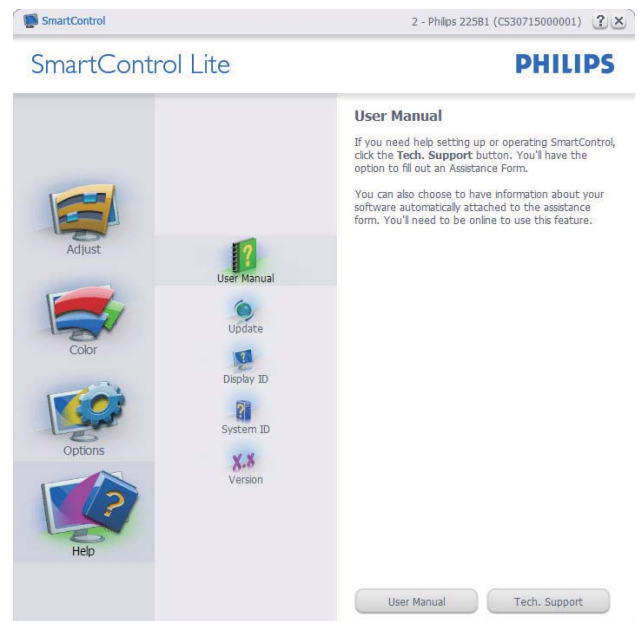 SmartControl
2 - Philips 225B1 (CS30715000001)
? X
SmartControl Lite
PHILIPS
Adjust
Color
Options
Help
User Manual
Update
Display ID
System ID
X.X
Version
User Manual
If you need help setting up or operating SmartControl,
click the Tech. Support button. You'll have the
option to fill out an Assistance Form.
You can also choose to have information about your
software automatically attached to the assistance
form. You'll need to be online to use this feature.
User Manual
Tech. Support